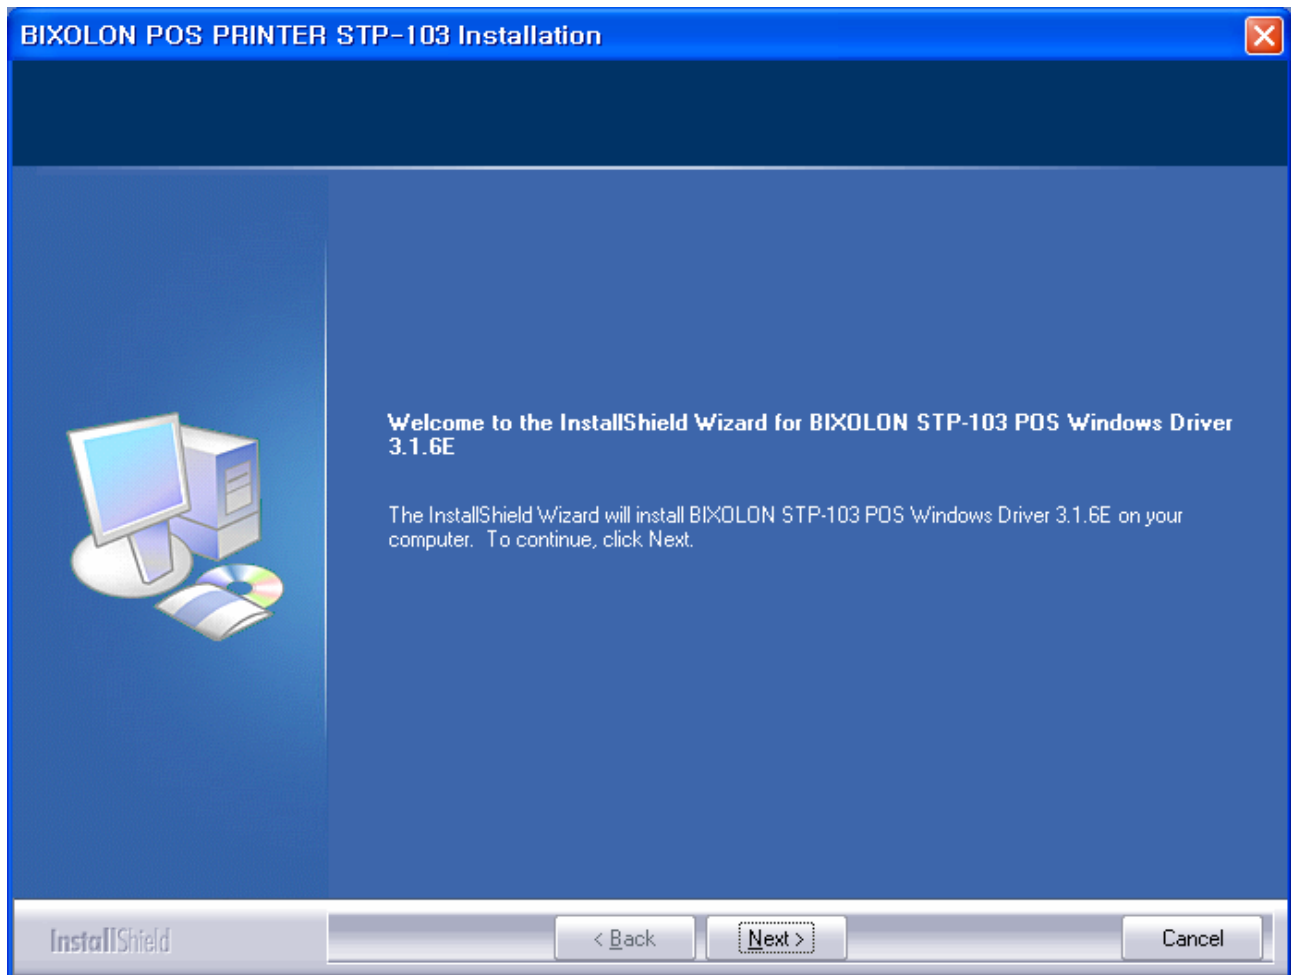 BIXOLON POS PRINTER STP-103 Installation
Welcome to the InstallShield Wizard for BIXOLON STP-103 POS Windows Driver
3.1.6E
The InstallShield Wizard will install BIXOLON STP-103 POS Windows Driver 3.1.6E on your
computer. To continue, click Next.
InstallShield
< Back
Next >
Cancel